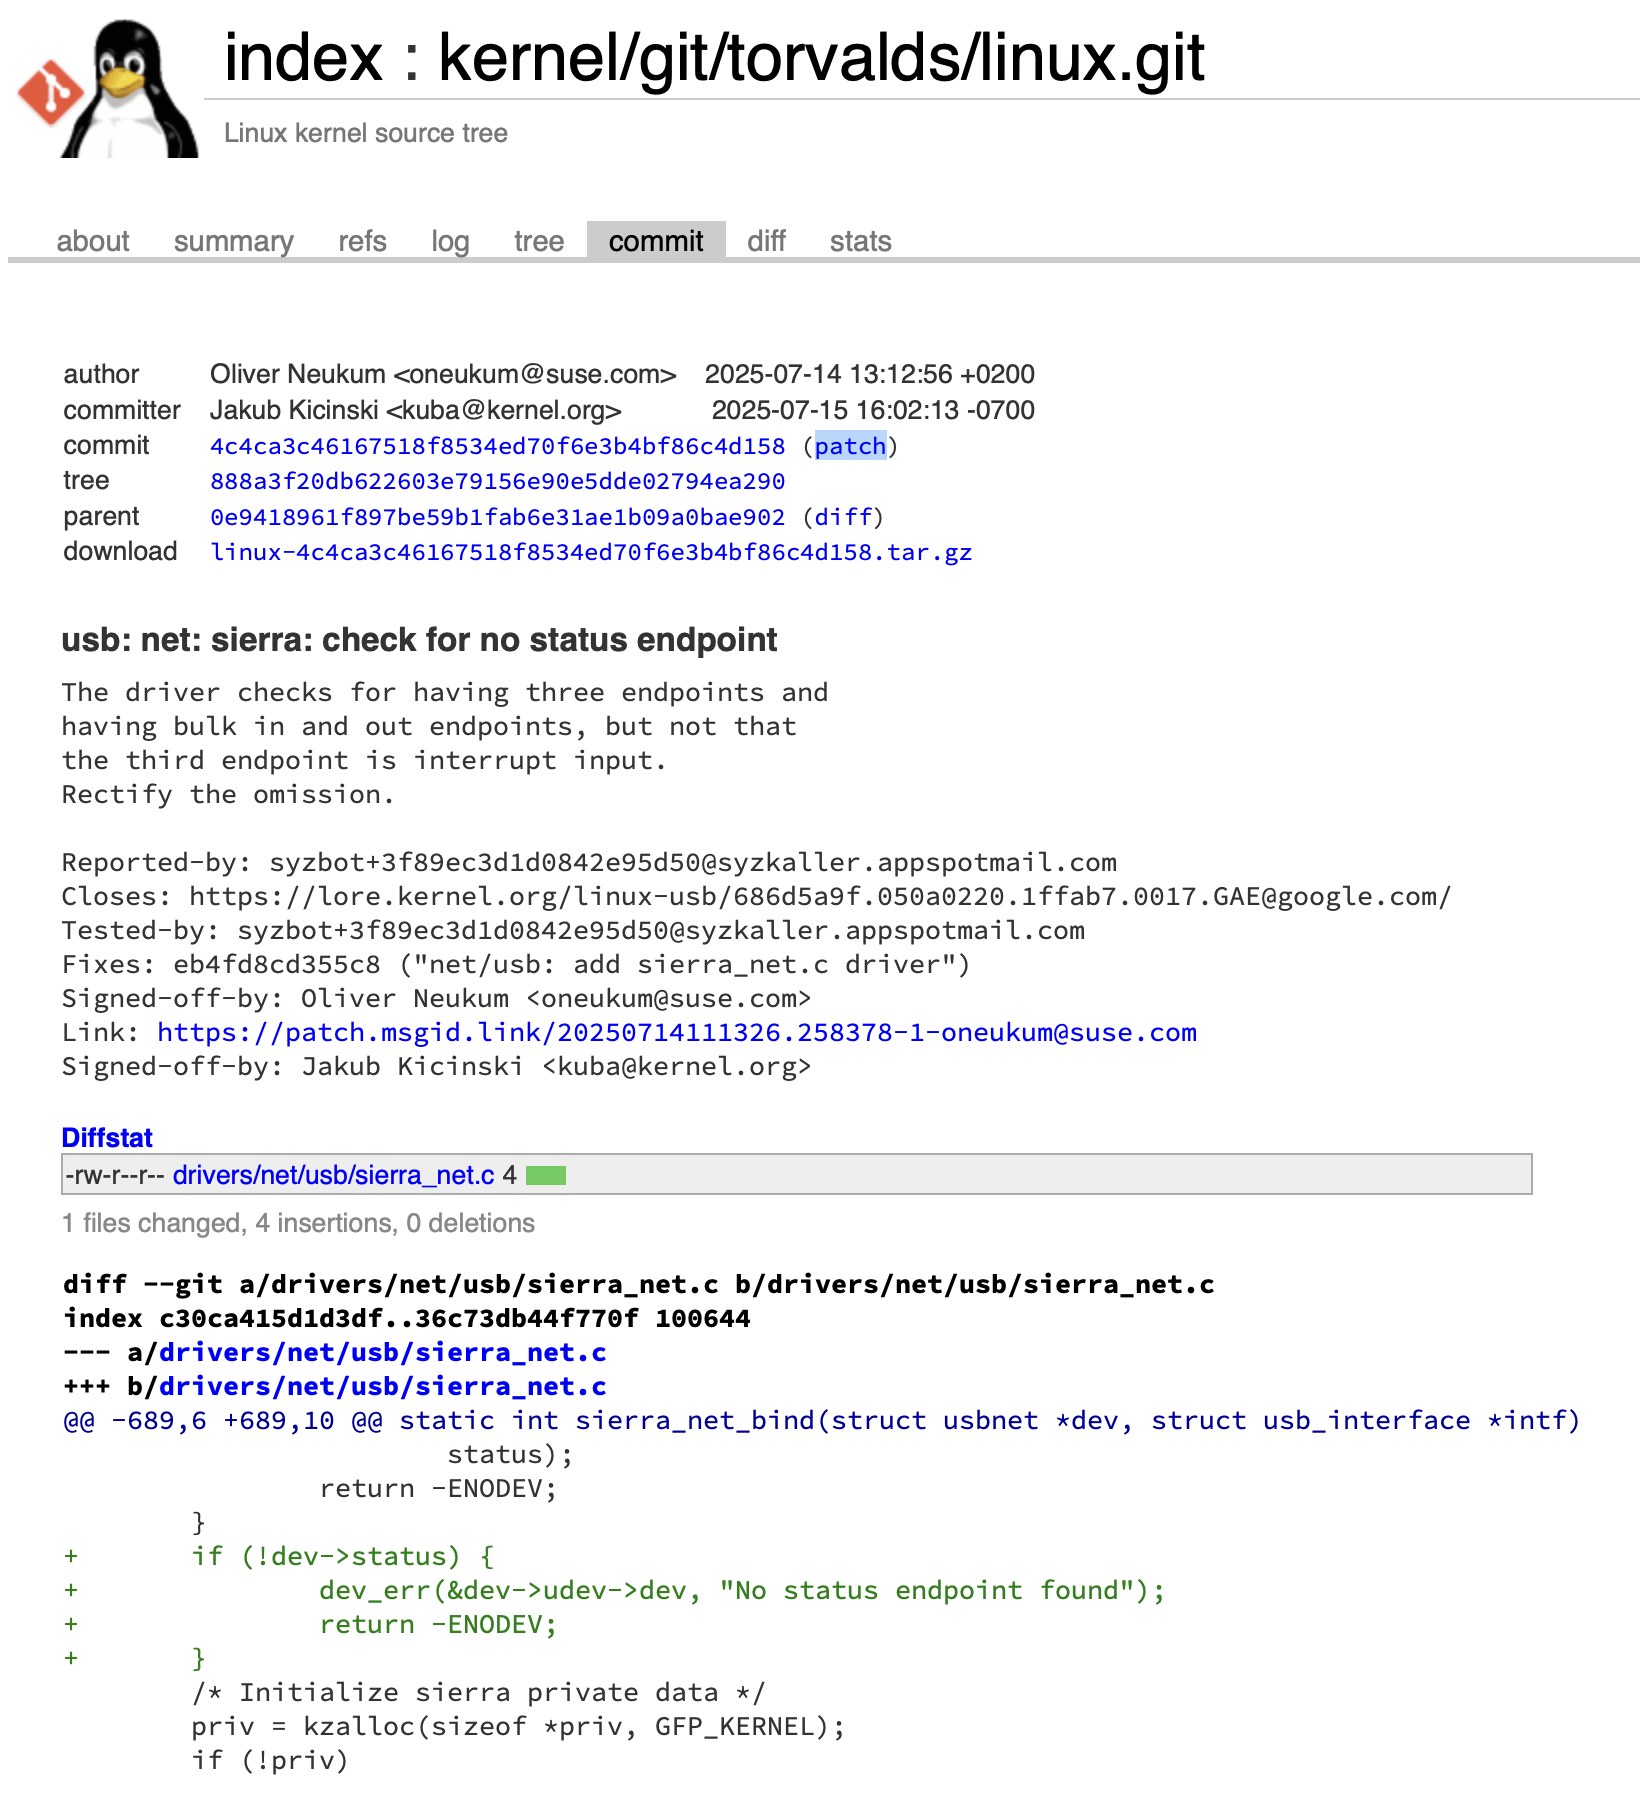 index : kernel/git/torvalds/linux.git
Linux kernel source tree
about summary refs log tree commit diff stats
author Oliver Neukum <oneukum@suse.com> 2025-07-14 13:12:56 +0200
committer Jakub Kicinski <kuba@kernel.org> 2025-07-15 16:02:13 -0700
commit 4c4ca3c46167518f8534ed70f6e3b4bf86c4d158 (patch)
tree 888a3f20db622603e79156e90e5dde02794ea290
parent 0e9418961f897be59b1fab6e31ae1b09a0bae902 (diff)
download linux-4c4ca3c46167518f8534ed70f6e3b4bf86c4d158.tar.gz
usb: net: sierra: check for no status endpoint
The driver checks for having three endpoints and
having bulk in and out endpoints, but not that
the third endpoint is interrupt input.
Rectify the omission.
Reported-by: syzbot+3f89ec3d1d0842e95d50@syzkaller.appspotmail.com
Closes: https://lore.kernel.org/linux-usb/686d5a9f.050a0220.1ffab7.0017.GAE@google.com/
Tested-by: syzbot+3f89ec3d1d0842e95d50@syzkaller.appspotmail.com
Fixes: eb4fd8cd355c8 ("net/usb: add sierra_net.c driver")
Signed-off-by: Oliver Neukum <oneukum@suse.com>
Link: https://patch.msgid.link/20250714111326.258378-1-oneukum@suse.com
Signed-off-by: Jakub Kicinski <kuba@kernel.org>
Diffstat
-rw-r--r-- drivers/net/usb/sierra_net.c 4
1 files changed, 4 insertions, 0 deletions
diff --git a/drivers/net/usb/sierra_net.c b/drivers/net/usb/sierra_net.c
index c30ca415d1d3df..36c73db44f770f 100644
--- a/drivers/net/usb/sierra_net.c
+++ b/drivers/net/usb/sierra_net.c
@@ -689,6 +689,10 @@ static int sierra_net_bind(struct usbnet *dev, struct usb_interface *intf)
status);
return -ENODEV;
}
+ if (!dev->status) {
+ dev_err(&dev->udev->dev, "No status endpoint found");
+ return -ENODEV;
+ }
/* Initialize sierra private data */
priv = kzalloc(sizeof *priv, GFP_KERNEL);
if (!priv)